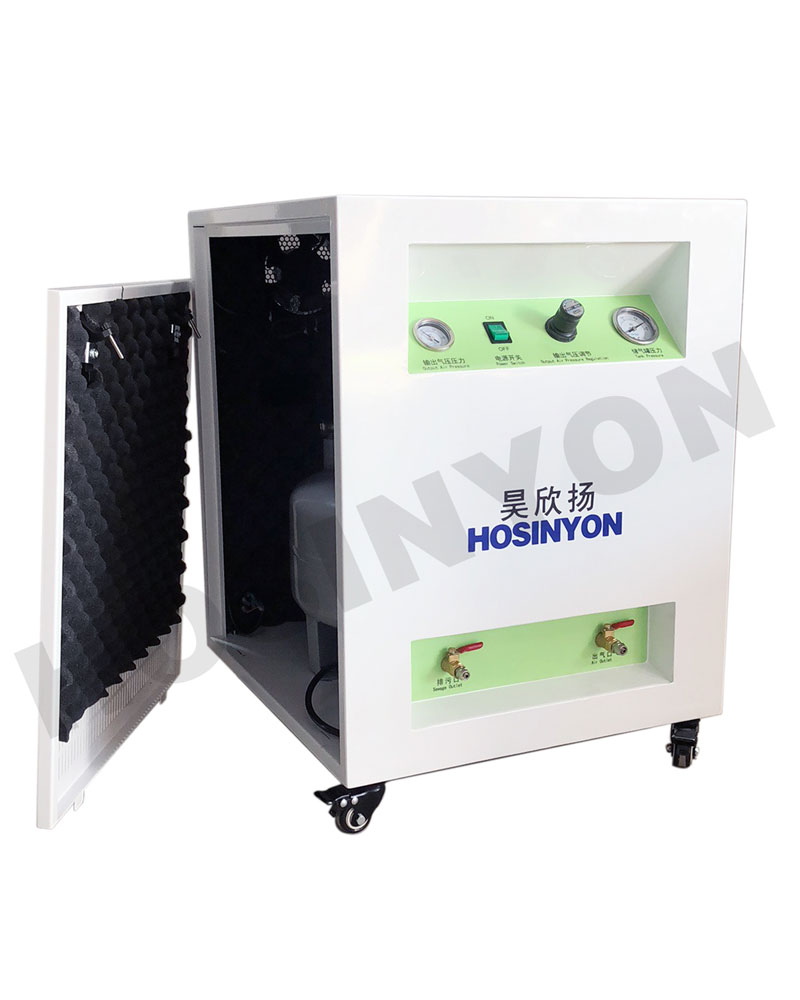 ON
OFF
输出气压压力
Output Air Pressure
电源开关
Power Switch
输出气压调节
Output Air Pressure Regulation
储气罐压力
Tank Pressure
昊欣扬
HOSINYON
HOSINYON
排污口
Sewage Outlet
出气口
Air Outlet